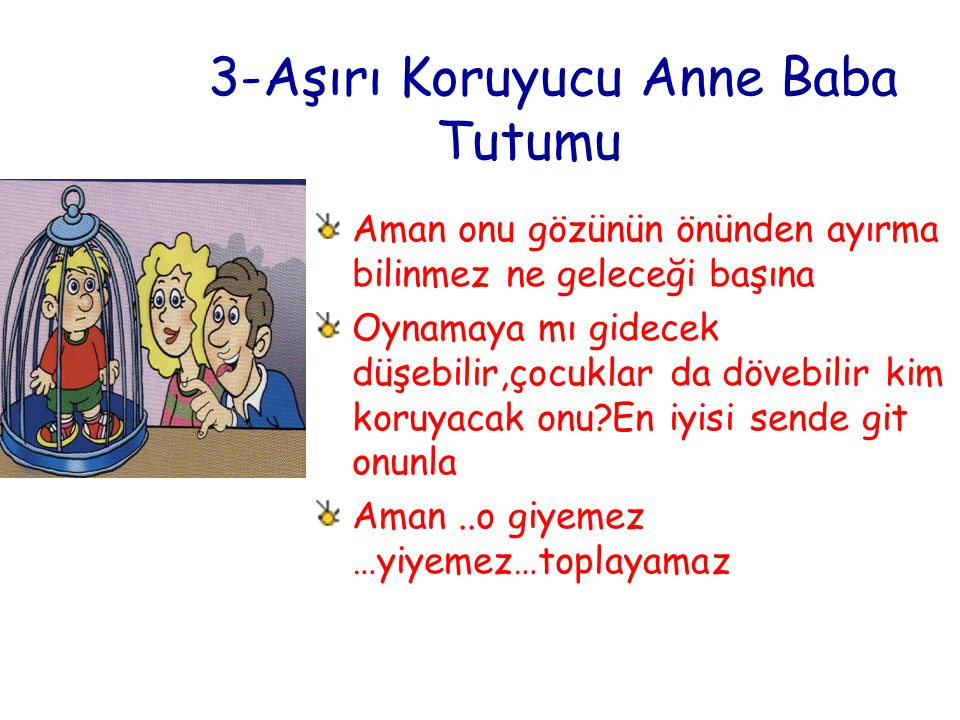 3-Aşırı Koruyucu Anne Baba
Tutumu
Aman onu gözünün önünden ayırma
bilinmez ne geleceği başına
Oynamaya mı gidecek
düşebilir,çocuklar da dövebilir kim
koruyacak onu?En iyisi sende git
onunla
Aman ..o giyemez
…yiyemez…toplayamaz